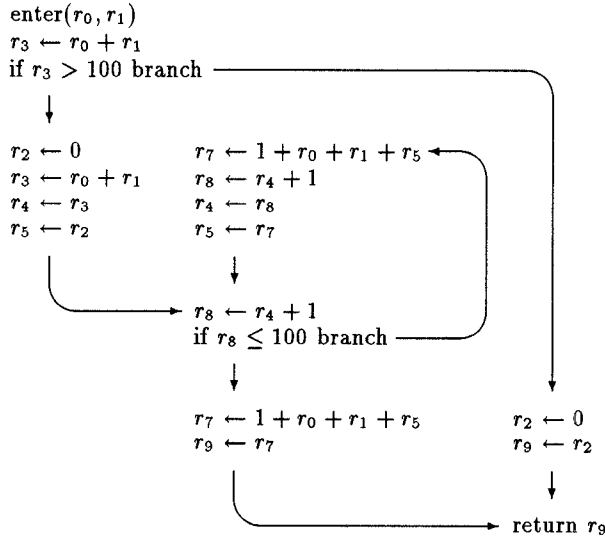 enter(r₀, r₁)
r₃ ← r₀ + r₁
if r₃ > 100 branch
r₂ ← 0
r₃ ← r₀ + r₁
r₄ ← r₃
r₅ ← r₂
r₇ ← 1 + r₀ + r₁ + r₅
r₈ ← r₄ + 1
r₄ ← r₈
r₅ ← r₇
r₈ ← r₄ + 1
if r₈ ≤ 100 branch
r₇ ← 1 + r₀ + r₁ + r₅
r₉ ← r₇
r₂ ← 0
r₉ ← r₂
return r₉